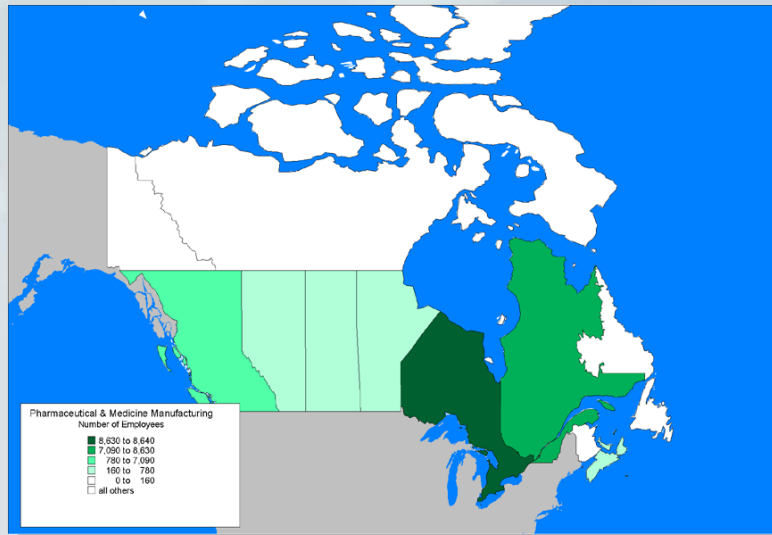 Pharmaceutical & Medicine Manufacturing
Number of Employees
8,630 to 8,640
7,090 to 8,630
780 to 7,090
160 to 780
0 to 160
all others